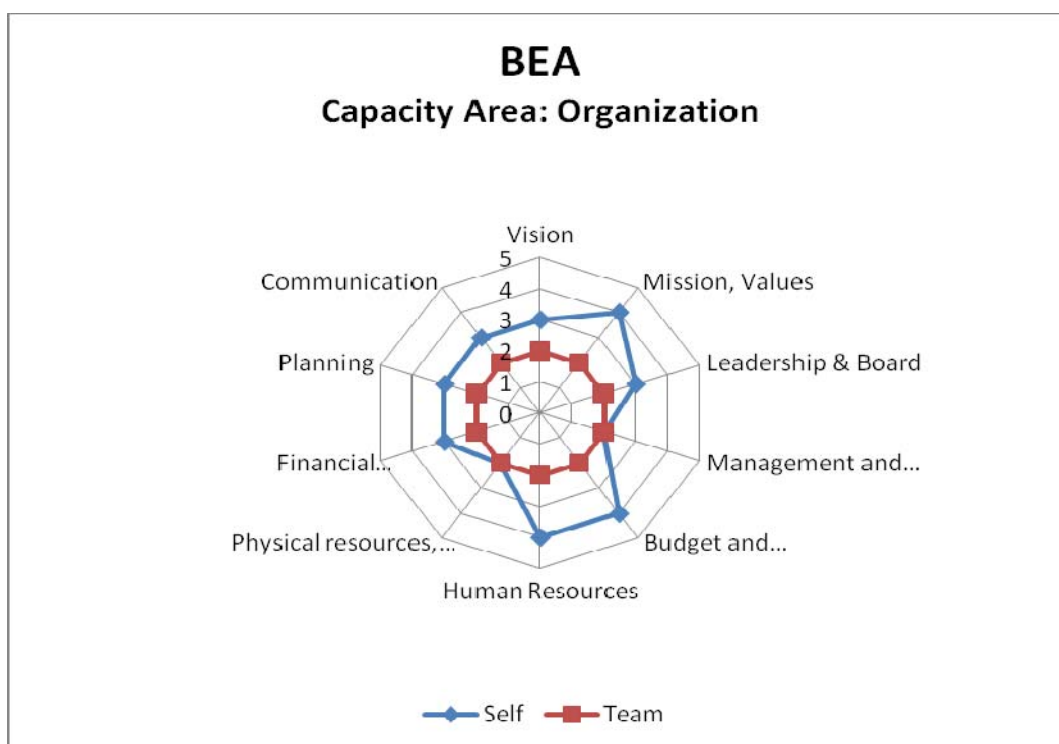 BEA
Capacity Area: Organization
Vision
Mission, Values
Leadership & Board
Management and...
Budget and...
Human Resources
Physical resources,...
Financial...
Planning
Communication
5
4
3
2
1
0
Self
Team